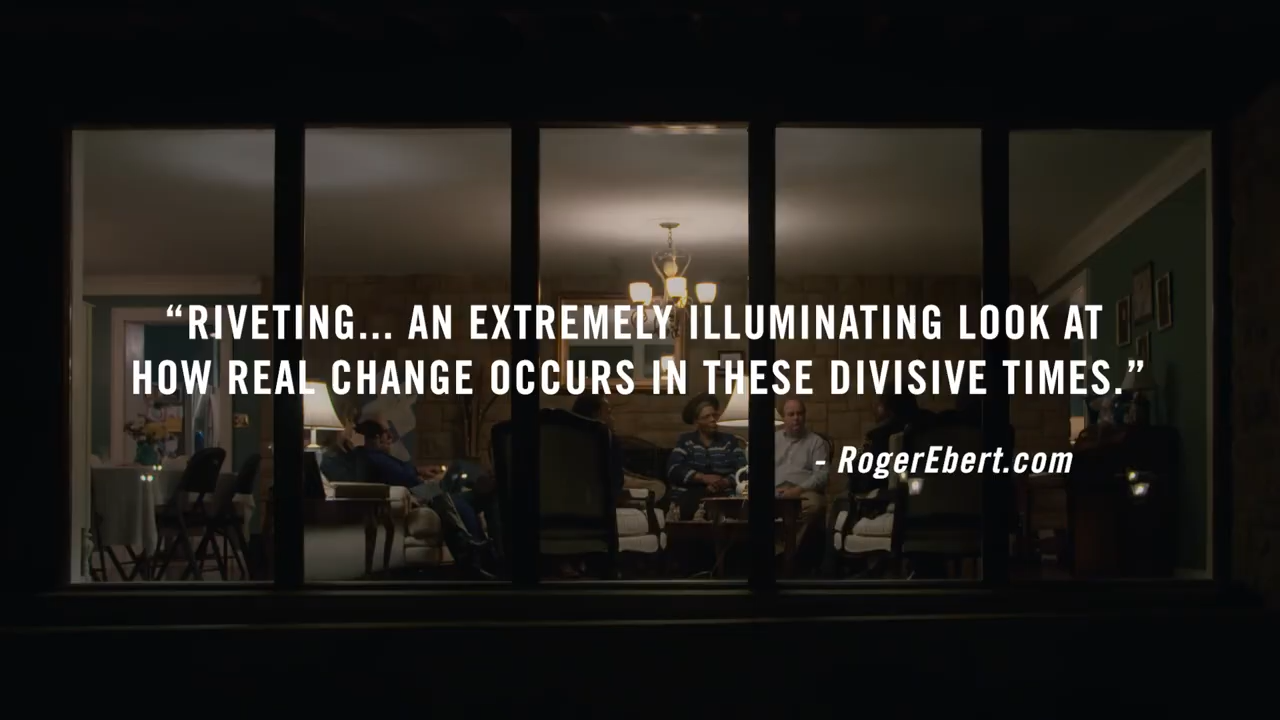 “RIVETING... AN EXTREMELY ILLUMINATING LOOK AT
HOW REAL CHANGE OCCURS IN THESE DIVISIVE TIMES.”
- RogerEbert.com